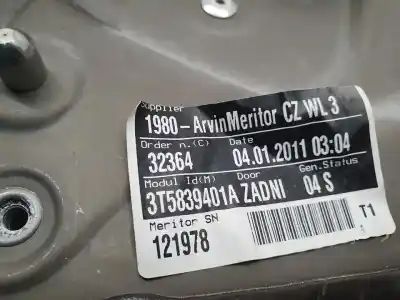 Supplier
1980-ArvinMeritor CZ WL 3
Order n.(C) Date
32364 04.01.2011 03:04
Modul Id(M) Door Gen.Status
3T5839401A ZADNI 04 S
Meritor SN T1
121978